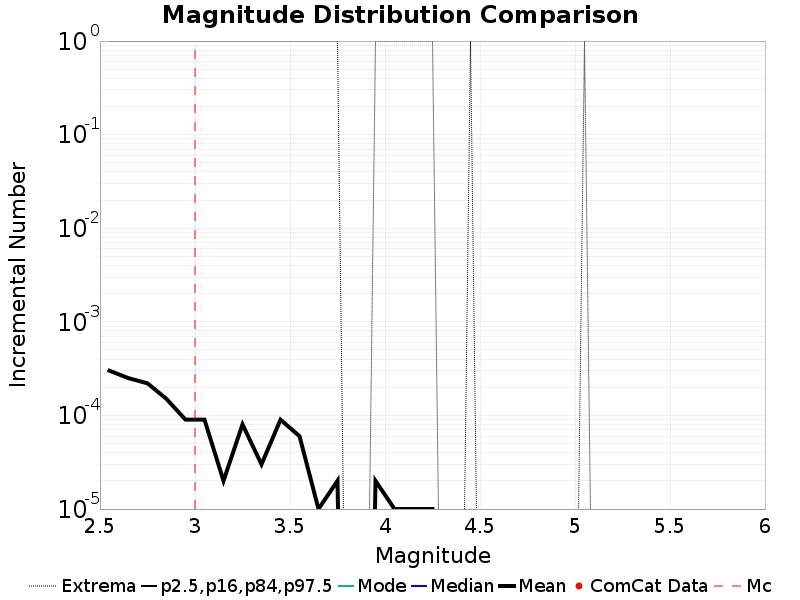 Magnitude Distribution Comparison
Incremental Number
10^0
10^-1
10^-2
10^-3
10^-4
10^-5
2.5 3 3.5 4 4.5 5 5.5 6
Magnitude
Extrema p2.5,p16,p84,p97.5 Mode Median Mean ComCat Data Mc